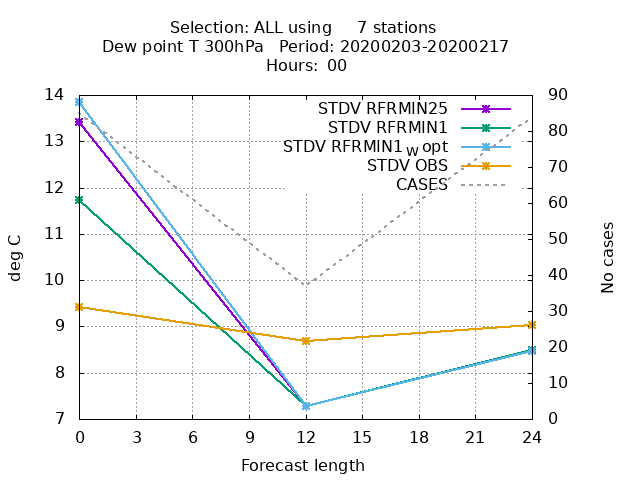 Selection: ALL using     7 stations
Dew point T 300hPa   Period: 20200203-20200217
Hours:  00
14
13
12
11
10
9
8
7
90
80
70
60
50
40
30
20
10
0
STDV RFRMIN25
STDV RFRMIN1
STDV RFRMIN1_W opt
STDV OBS
CASES
deg C
No cases
0 3 6 9 12 15 18 21 24
Forecast length